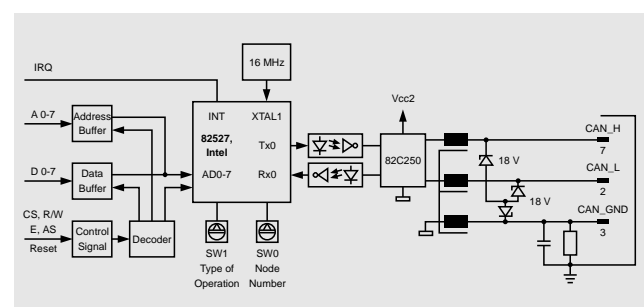 IRQ
16 MHz
A 0-7
Address
Buffer
INT
XTAL1
82527,
Intel
Tx0
AD0-7
Rx0
Vcc2
82C250
18 V
CAN_H
7
CAN_L
2
18 V
CAN_GND
3
D 0-7
Data
Buffer
CS, R/W
E, AS
Reset
Control
Signal
Decoder
SW1
Type of
Operation
SW0
Node
Number